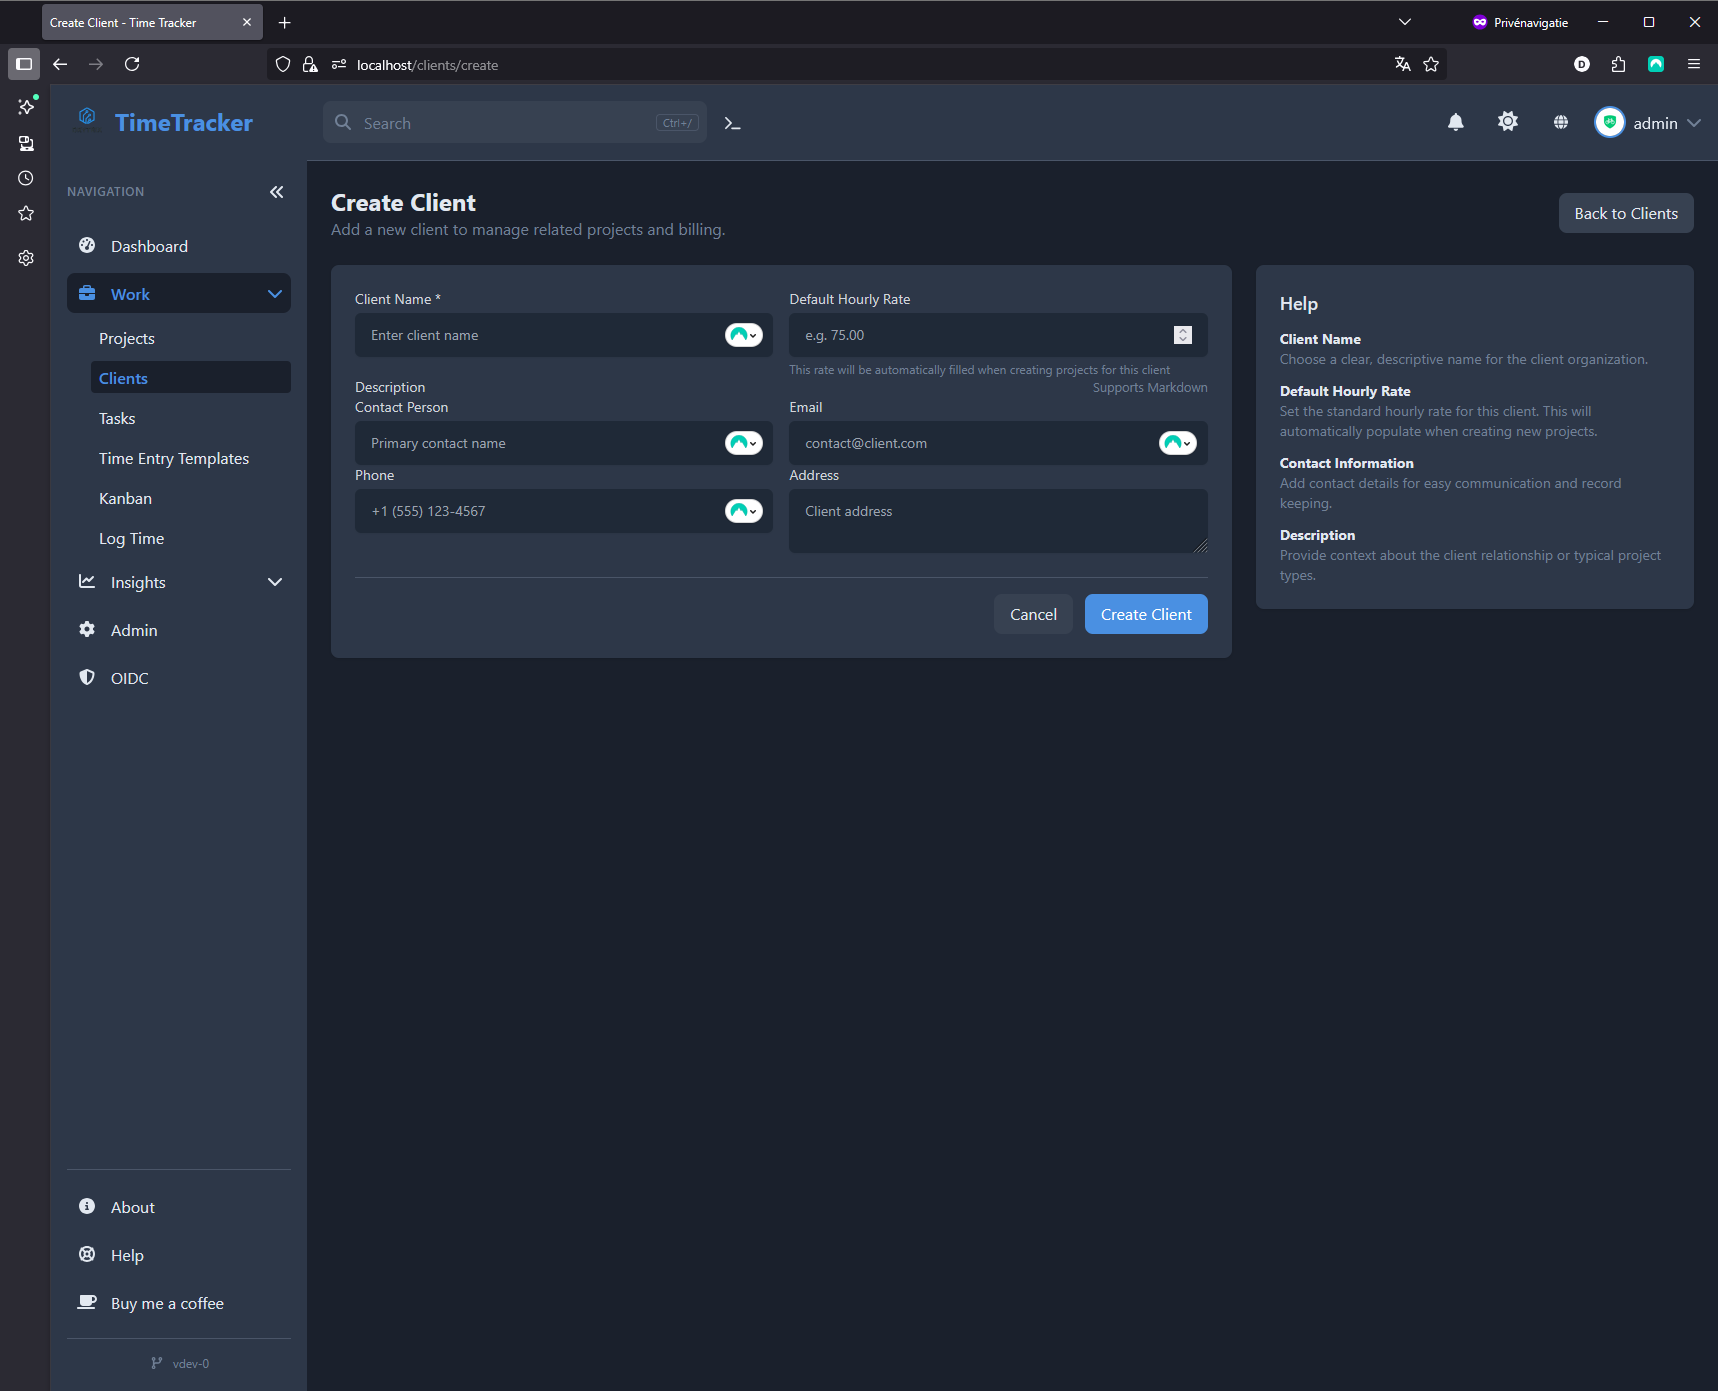 Create Client - Time Tracker
Privénavigatie
localhost/clients/create
TimeTracker
Search
Ctrl+/
admin
NAVIGATION
Dashboard
Work
Projects
Clients
Tasks
Time Entry Templates
Kanban
Log Time
Insights
Admin
OIDC
About
Help
Buy me a coffee
vdev-0
Create Client
Add a new client to manage related projects and billing.
Back to Clients
Client Name *
Enter client name
Default Hourly Rate
e.g. 75.00
This rate will be automatically filled when creating projects for this client
Description
Supports Markdown
Contact Person
Primary contact name
Email
contact@client.com
Phone
+1 (555) 123-4567
Address
Client address
Cancel
Create Client
Help
Client Name
Choose a clear, descriptive name for the client organization.
Default Hourly Rate
Set the standard hourly rate for this client. This will
automatically populate when creating new projects.
Contact Information
Add contact details for easy communication and record
keeping.
Description
Provide context about the client relationship or typical project
types.